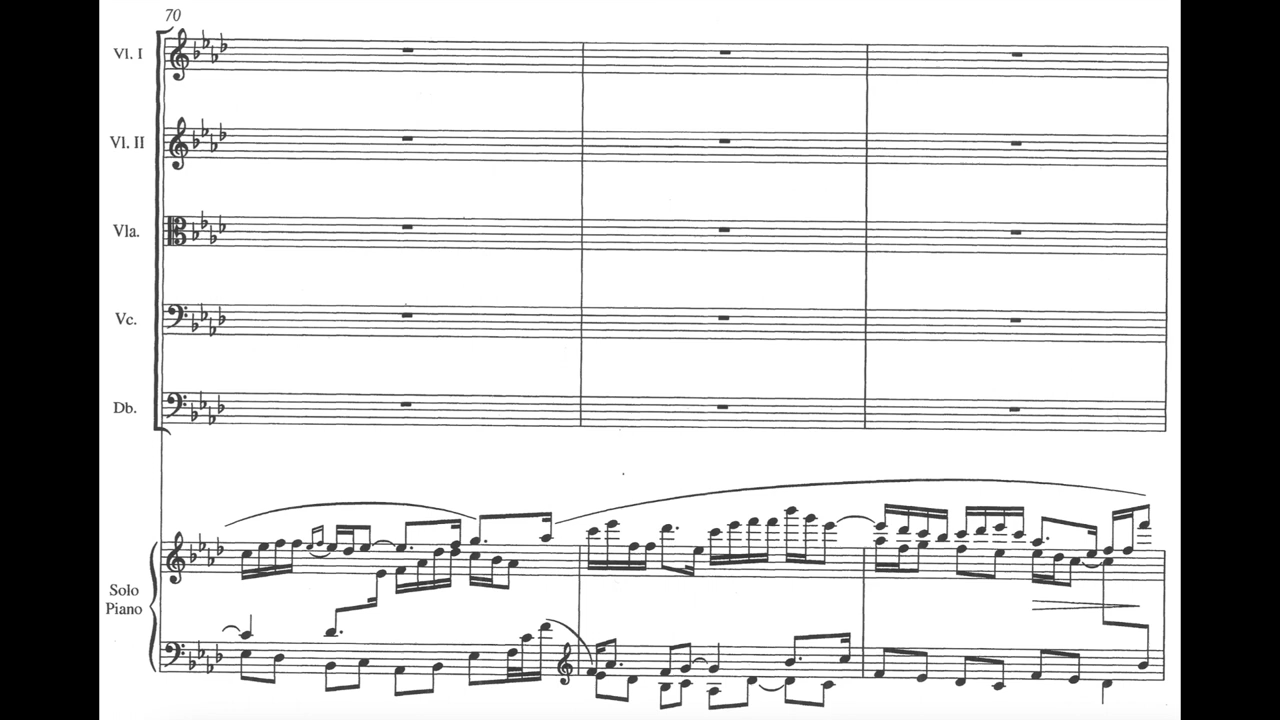 70
Vl. I
Vl. II
Vla.
Vc.
Db.
Solo
Piano